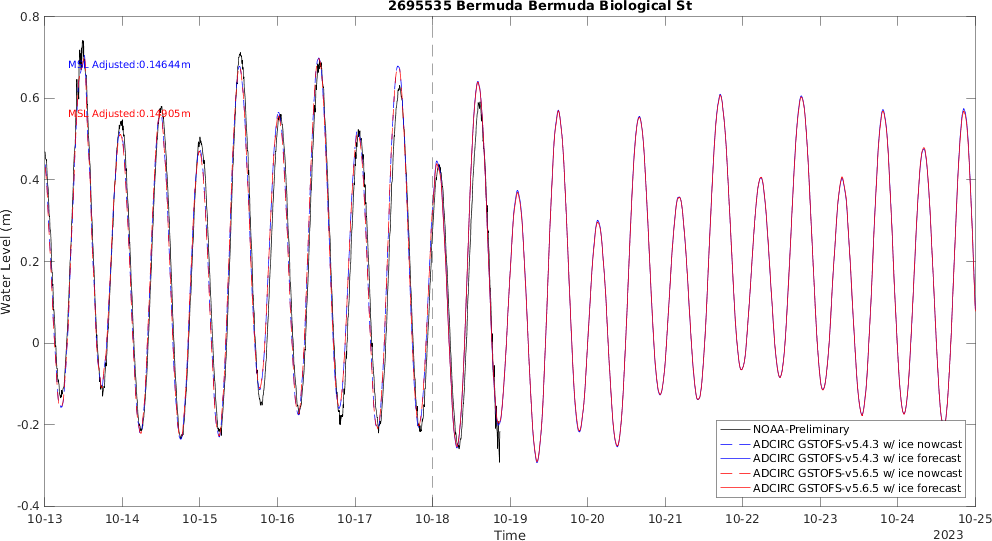 2695535 Bermuda Bermuda Biological St
0.8
0.6
0.4
0.2
0
-0.2
-0.4
Water Level (m)
MSL Adjusted:0.14644m
MSL Adjusted:0.14905m
NOAA-Preliminary
ADCIRC GSTOFS-v5.4.3 w/ ice nowcast
ADCIRC GSTOFS-v5.4.3 w/ ice forecast
ADCIRC GSTOFS-v5.6.5 w/ ice nowcast
ADCIRC GSTOFS-v5.6.5 w/ ice forecast
10-13 10-14 10-15 10-16 10-17 10-18 10-19 10-20 10-21 10-22 10-23 10-24 10-25
Time
2023